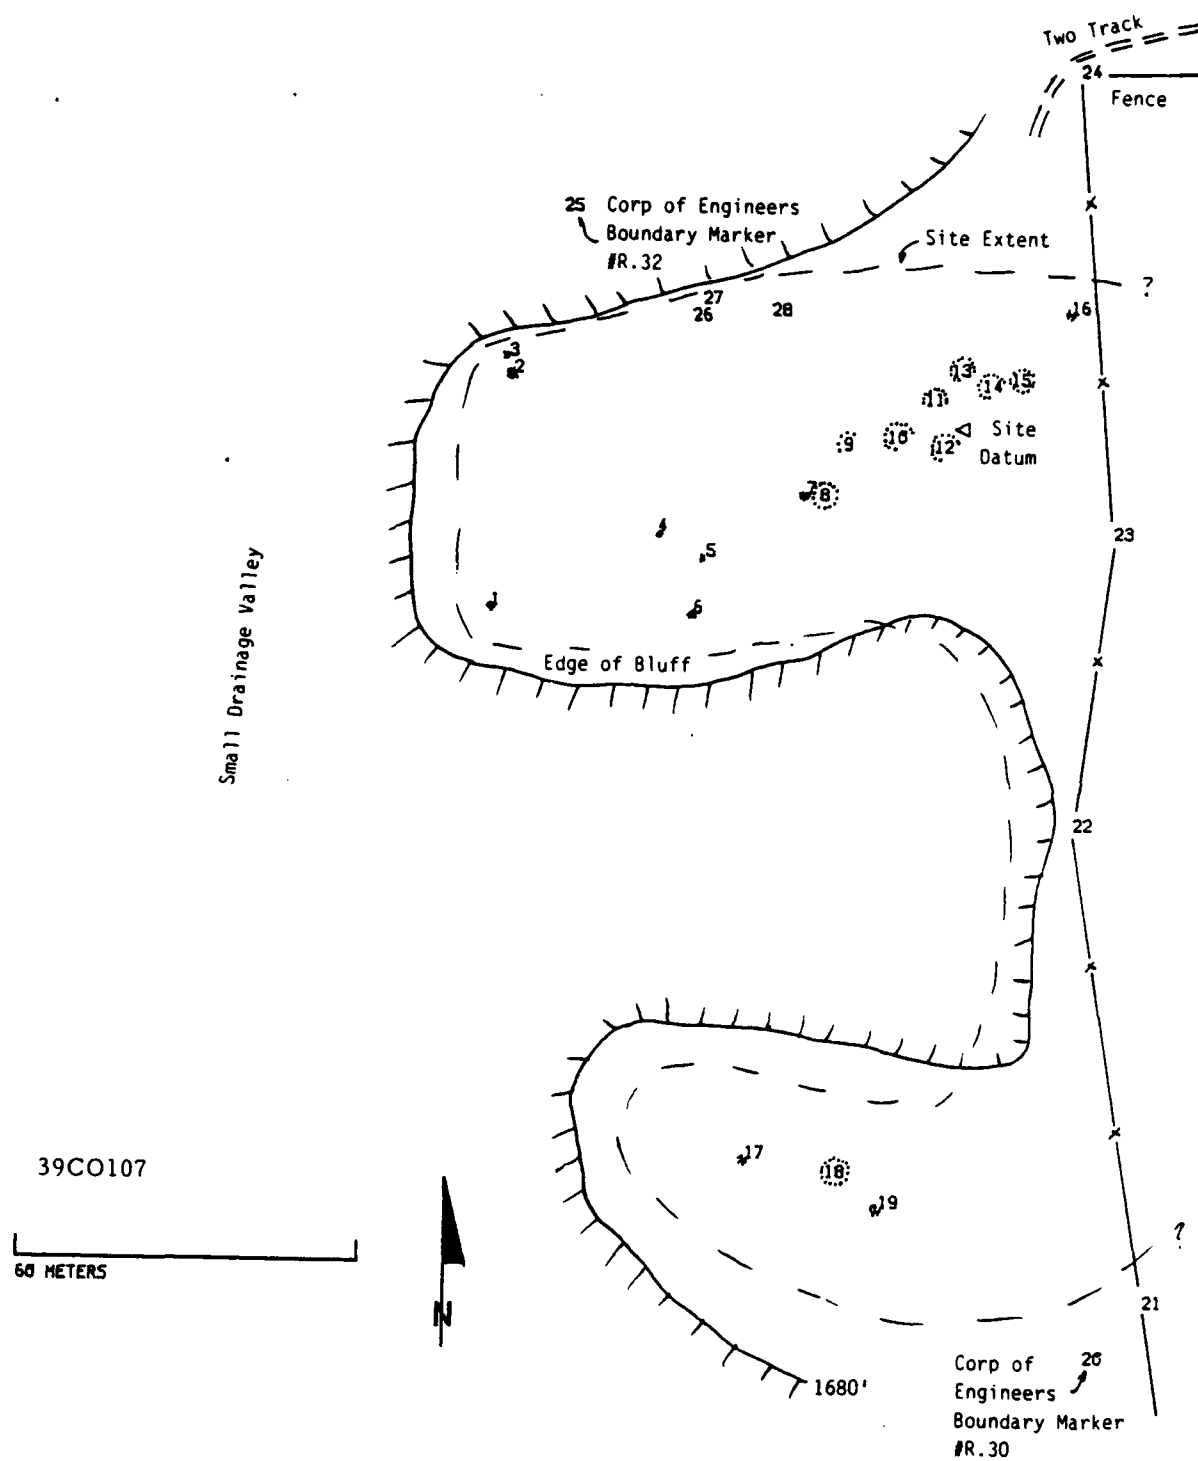 Two Track
24
Fence
25 Corp of Engineers
Boundary Marker
#R.32
Site Extent
?
27
26
28
16
3
2
13
14
15
11
Site
Datum
9
10
12
7
8
4
5
23
1
6
Edge of Bluff
Small Drainage Valley
22
39CO107
17
18
19
?
60 METERS
N
21
1680'
Corp of
20
Engineers
Boundary Marker
#R.30